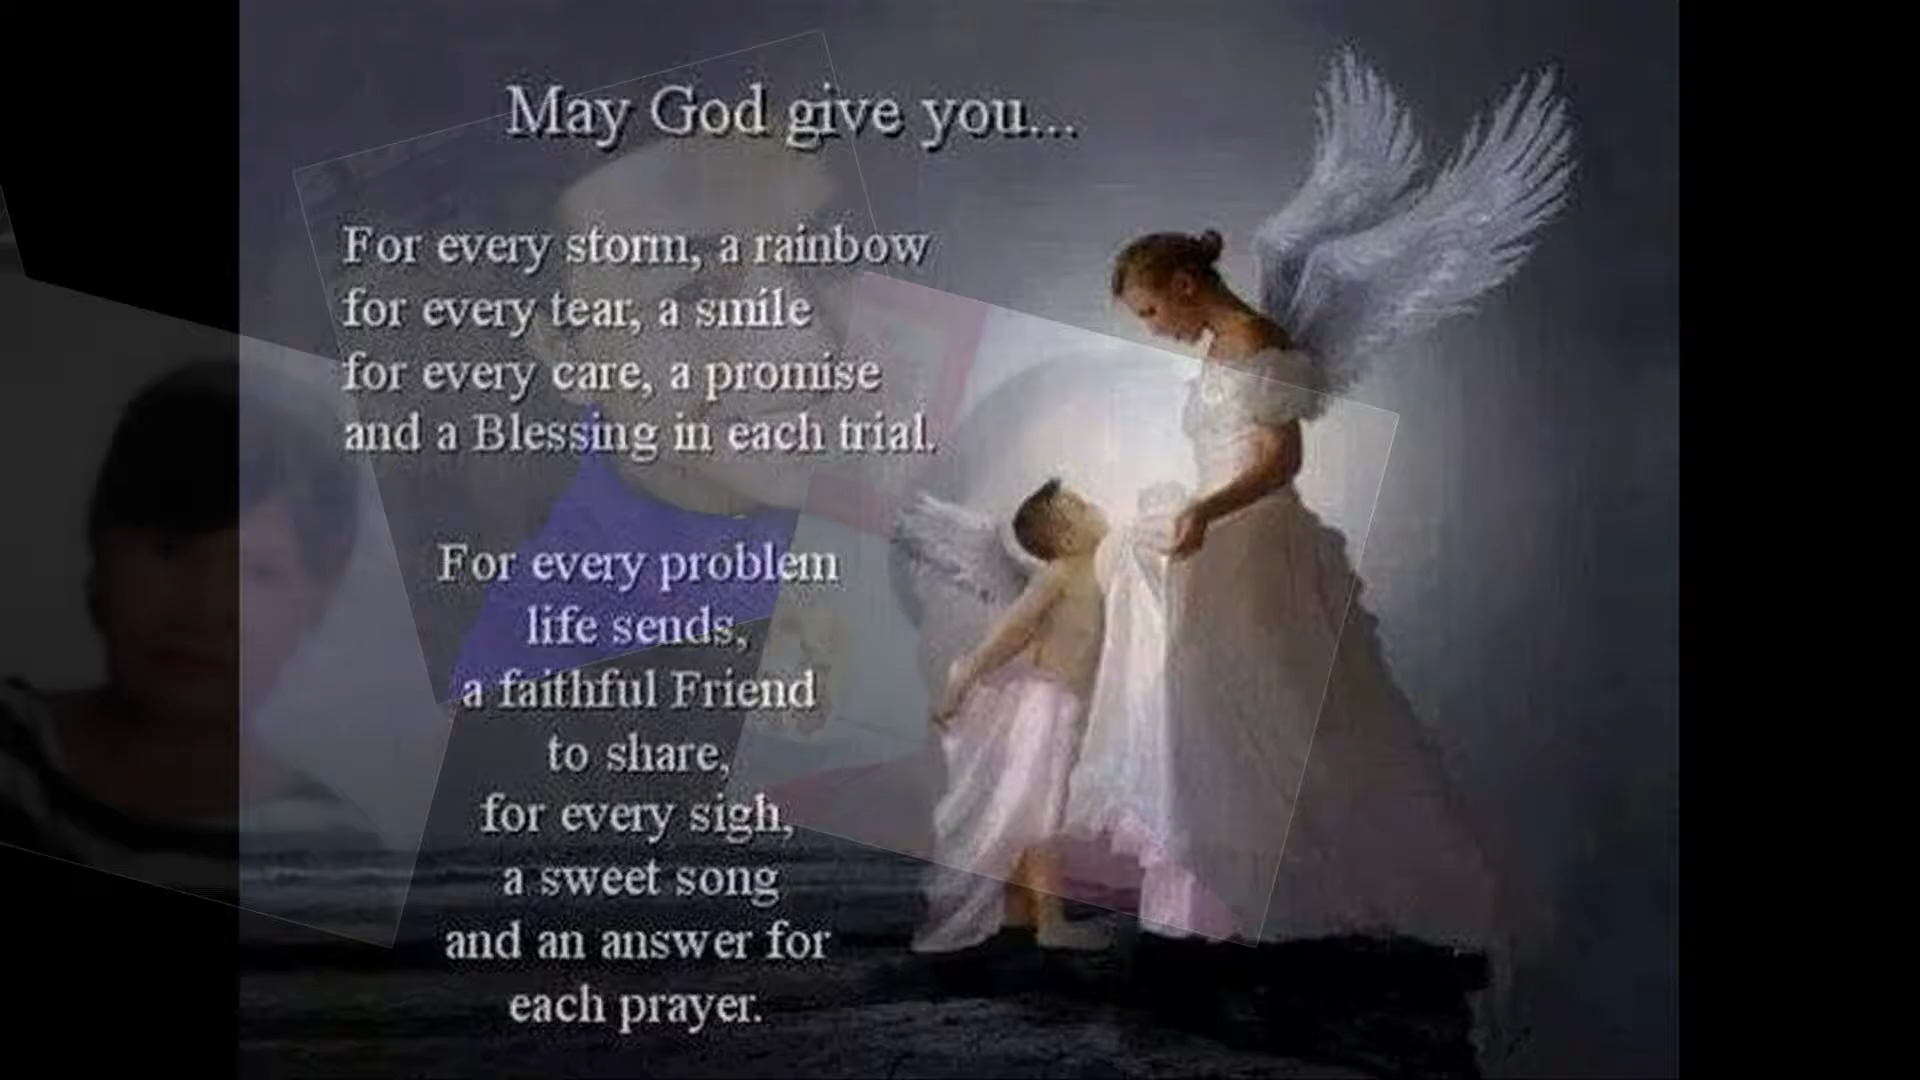 May God give you...
For every storm, a rainbow
for every tear, a smile
for every care, a promise
and a Blessing in each trial.
For every problem
life sends,
a faithful Friend
to share,
for every sigh,
a sweet song
and an answer for
each prayer.